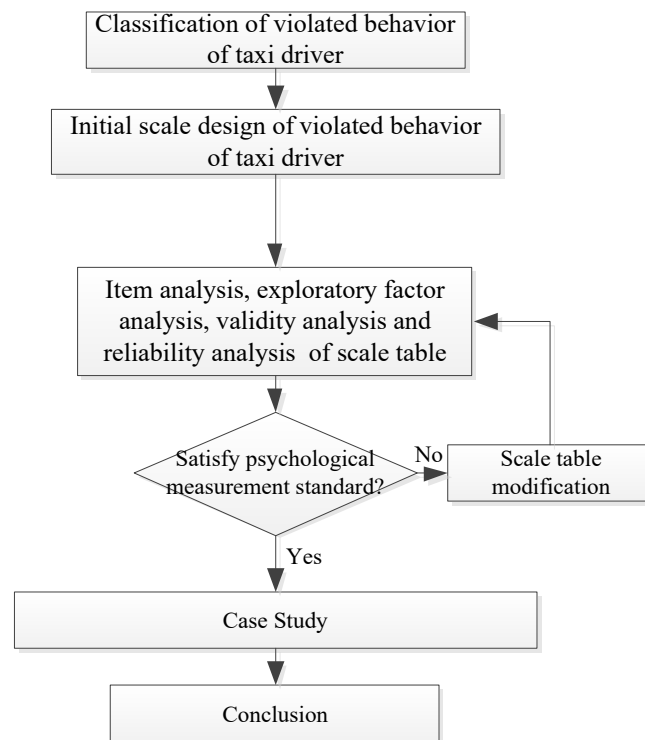 Classification of violated behavior
of taxi driver
Initial scale design of violated behavior
of taxi driver
Item analysis, exploratory factor
analysis, validity analysis and
reliability analysis of scale table
Satisfy psychological
measurement standard?
No
Scale table
modification
Yes
Case Study
Conclusion